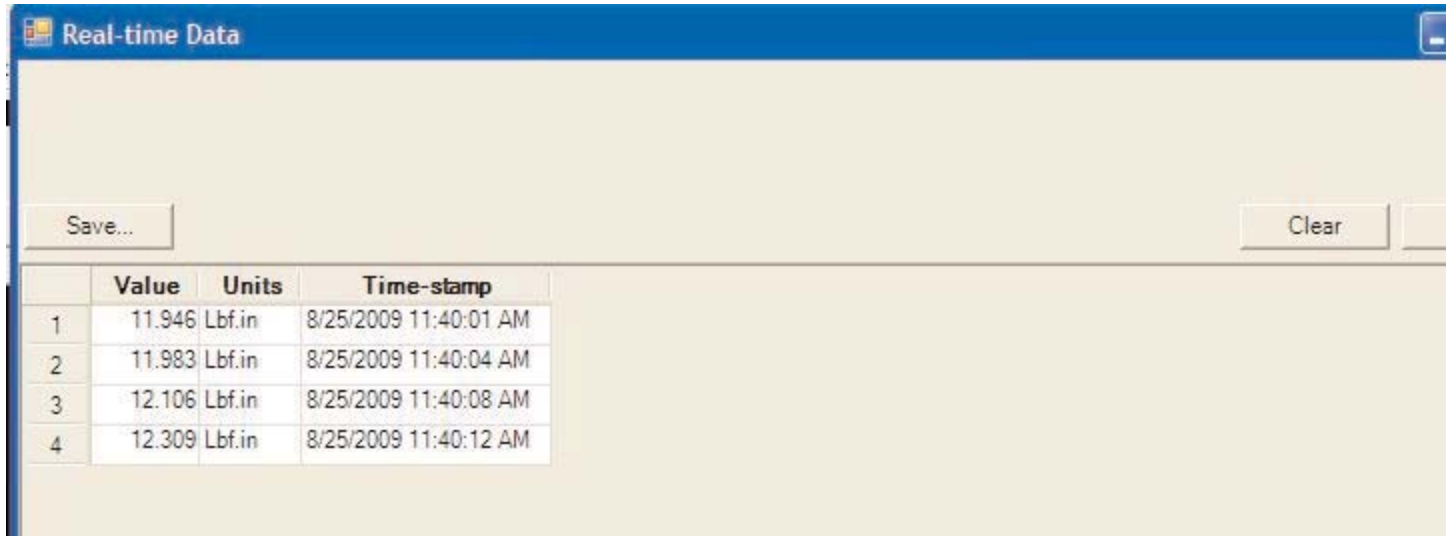 Real-time Data
Save... Clear
Value Units Time-stamp
1 11.946 Lbf.in 8/25/2009 11:40:01 AM
2 11.983 Lbf.in 8/25/2009 11:40:04 AM
3 12.106 Lbf.in 8/25/2009 11:40:08 AM
4 12.309 Lbf.in 8/25/2009 11:40:12 AM